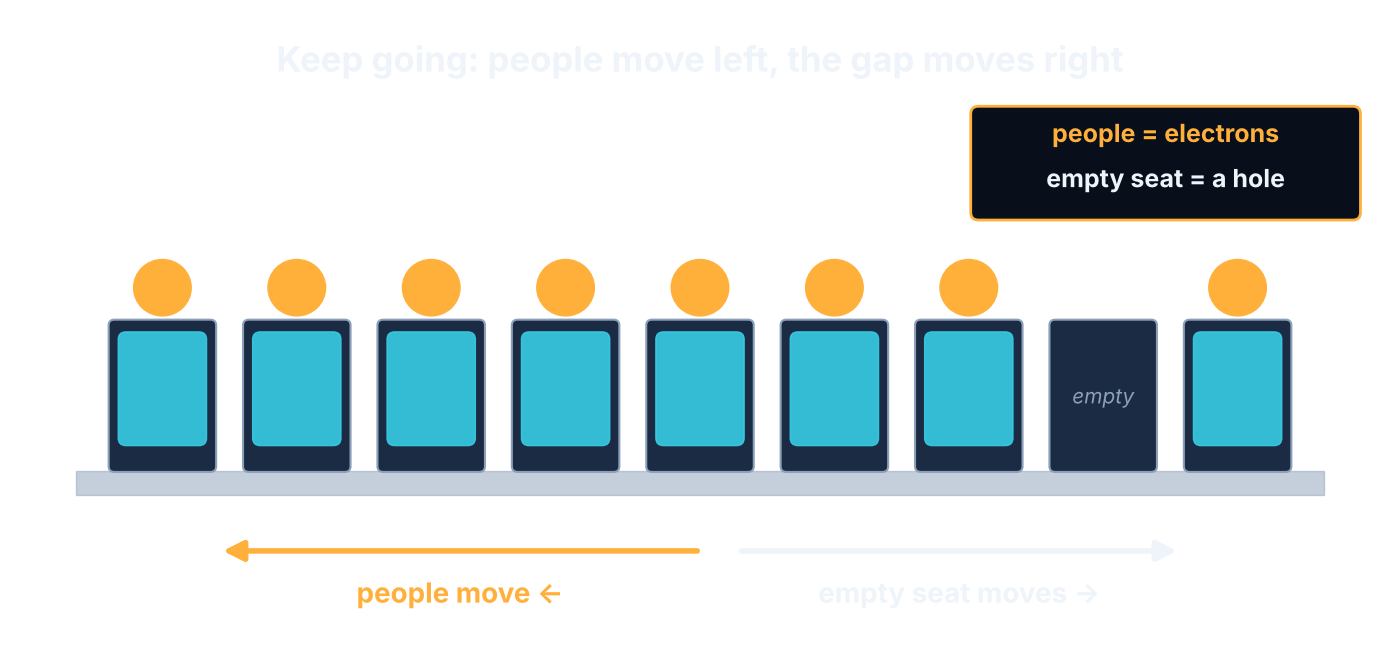 Keep going: people move left, the gap moves right
people = electrons
empty seat = a hole
empty
people move ←
empty seat moves →